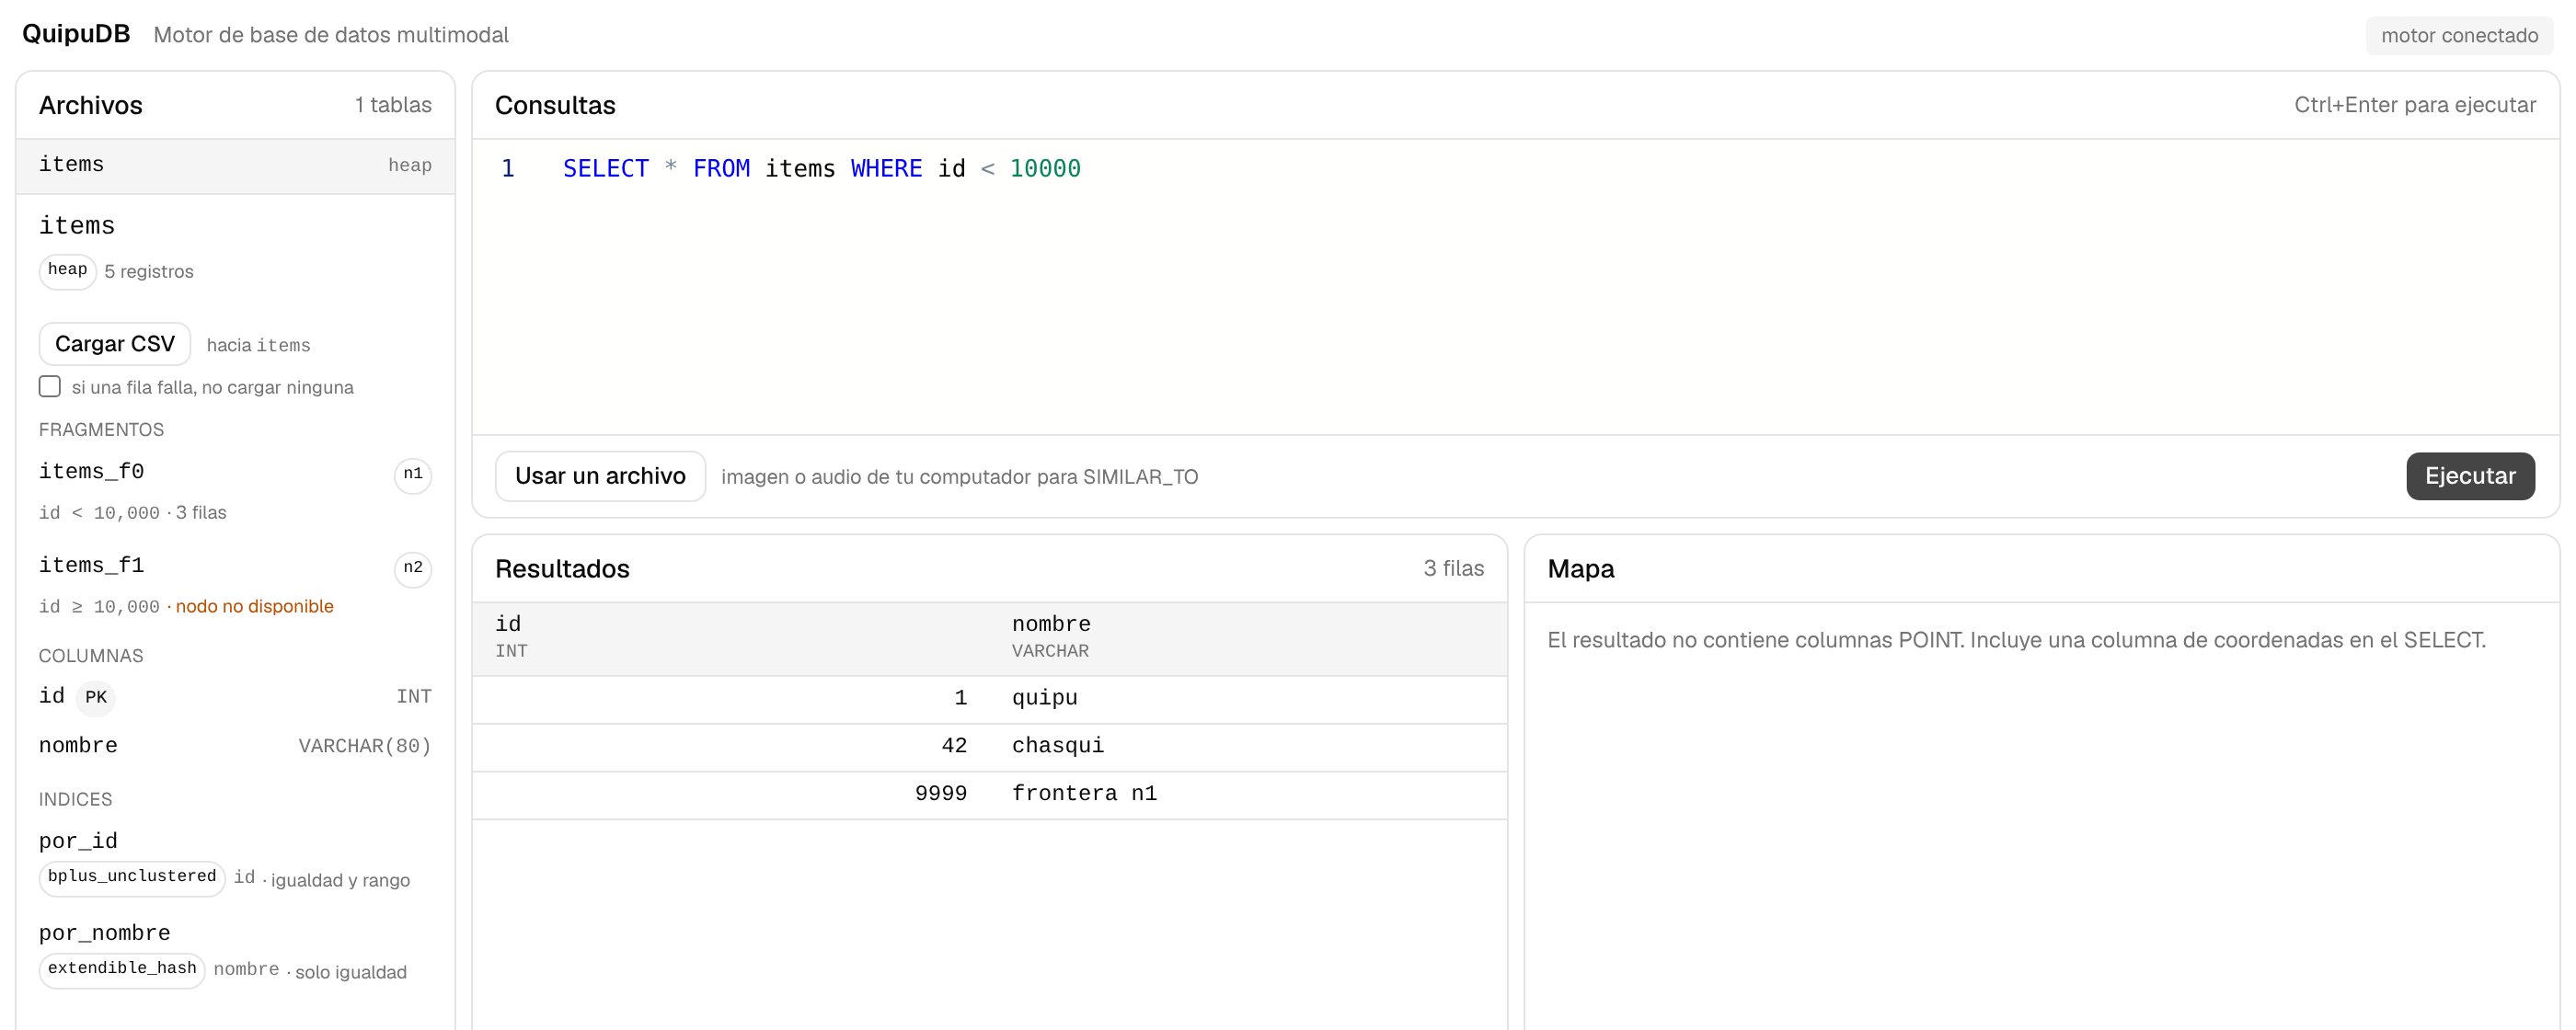 QuipuDB Motor de base de datos multimodal
motor conectado
Archivos 1 tablas
items heap
items
heap 5 registros
Cargar CSV hacia items
si una fila falla, no cargar ninguna
FRAGMENTOS
items_f0 n1
id < 10,000 · 3 filas
items_f1 n2
id ≥ 10,000 · nodo no disponible
COLUMNAS
id PK INT
nombre VARCHAR(80)
INDICES
por_id
bplus_unclustered id · igualdad y rango
por_nombre
extendible_hash nombre · solo igualdad
Consultas Ctrl+Enter para ejecutar
1 SELECT * FROM items WHERE id < 10000
Usar un archivo imagen o audio de tu computador para SIMILAR_TO Ejecutar
Resultados 3 filas
id nombre
INT VARCHAR
1 quipu
42 chasqui
9999 frontera n1
Mapa
El resultado no contiene columnas POINT. Incluye una columna de coordenadas en el SELECT.